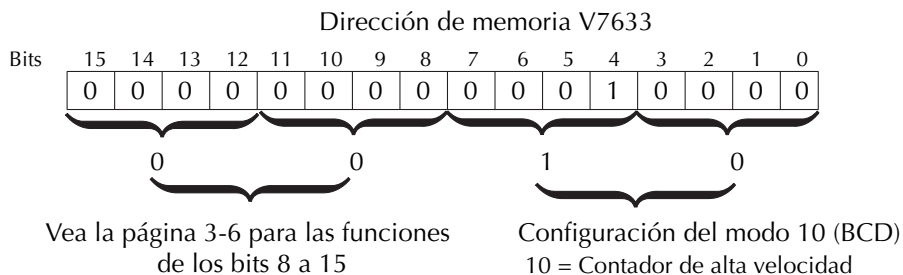 Dirección de memoria V7633
Bits 15 14 13 12 11 10 9 8 7 6 5 4 3 2 1 0
0 0 0 0 0 0 0 0 0 0 0 1 0 0 0 0
0 0 1 0
Vea la página 3-6 para las funciones
de los bits 8 a 15
Configuración del modo 10 (BCD)
10 = Contador de alta velocidad